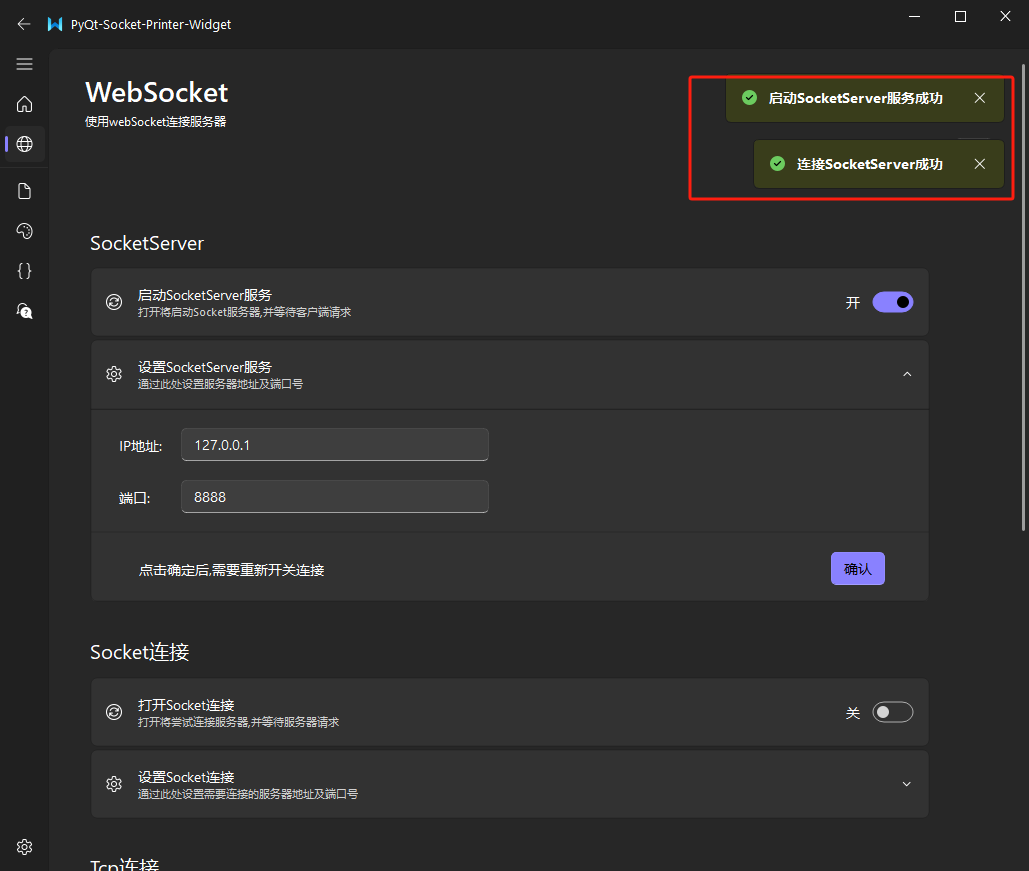 PyQt-Socket-Printer-Widget
WebSocket
使用webSocket连接服务器
启动SocketServer服务成功
连接SocketServer成功
SocketServer
启动SocketServer服务
打开将启动Socket服务器,并等待客户端请求
开
设置SocketServer服务
通过此处设置服务器地址及端口号
IP地址:
127.0.0.1
端口:
8888
点击确定后,需要重新开关连接
确认
Socket连接
打开Socket连接
打开将尝试连接服务器,并等待服务器请求
关
设置Socket连接
通过此处设置需要连接的服务器地址及端口号
Tcp连接